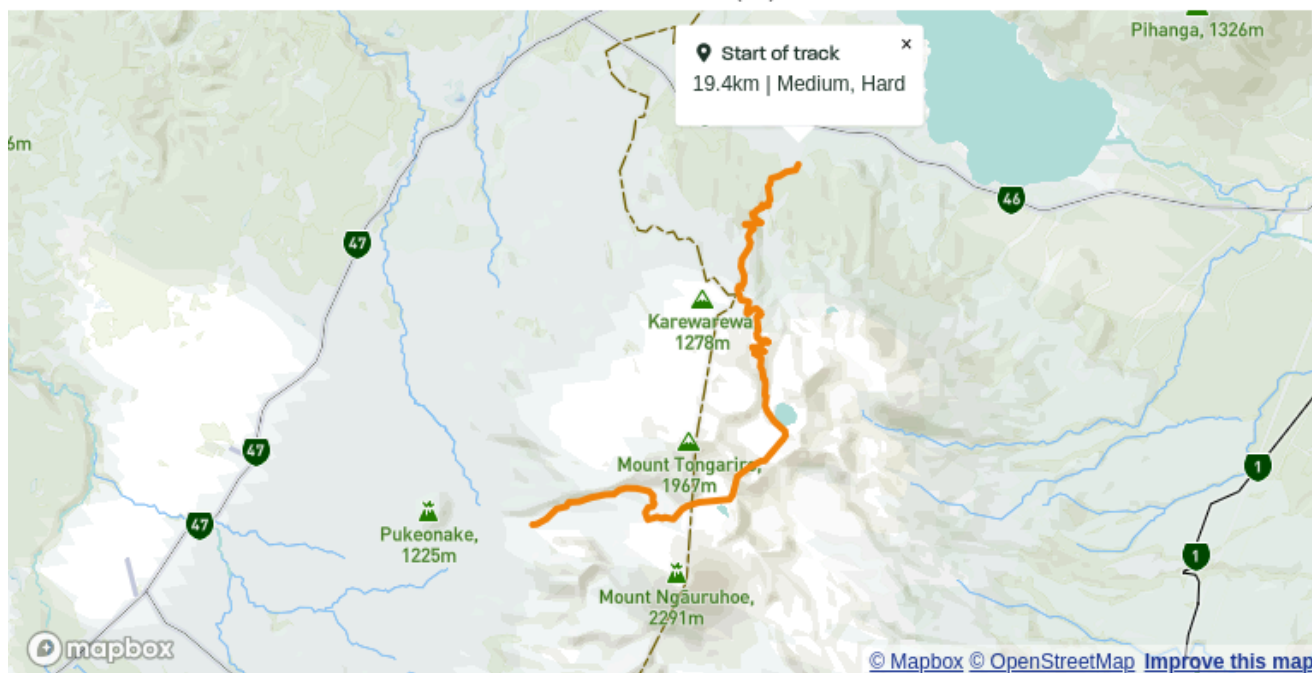 Pihanga, 1326m
Start of track
×
19.4km | Medium, Hard
6m
46
47
Karewarewa
1278m
Mount Tongariro,
1967m
47
1
47
Pukeonake,
1225m
1
Mount Ngāuruhoe,
2291m
mapbox
© Mapbox © OpenStreetMap Improve this map